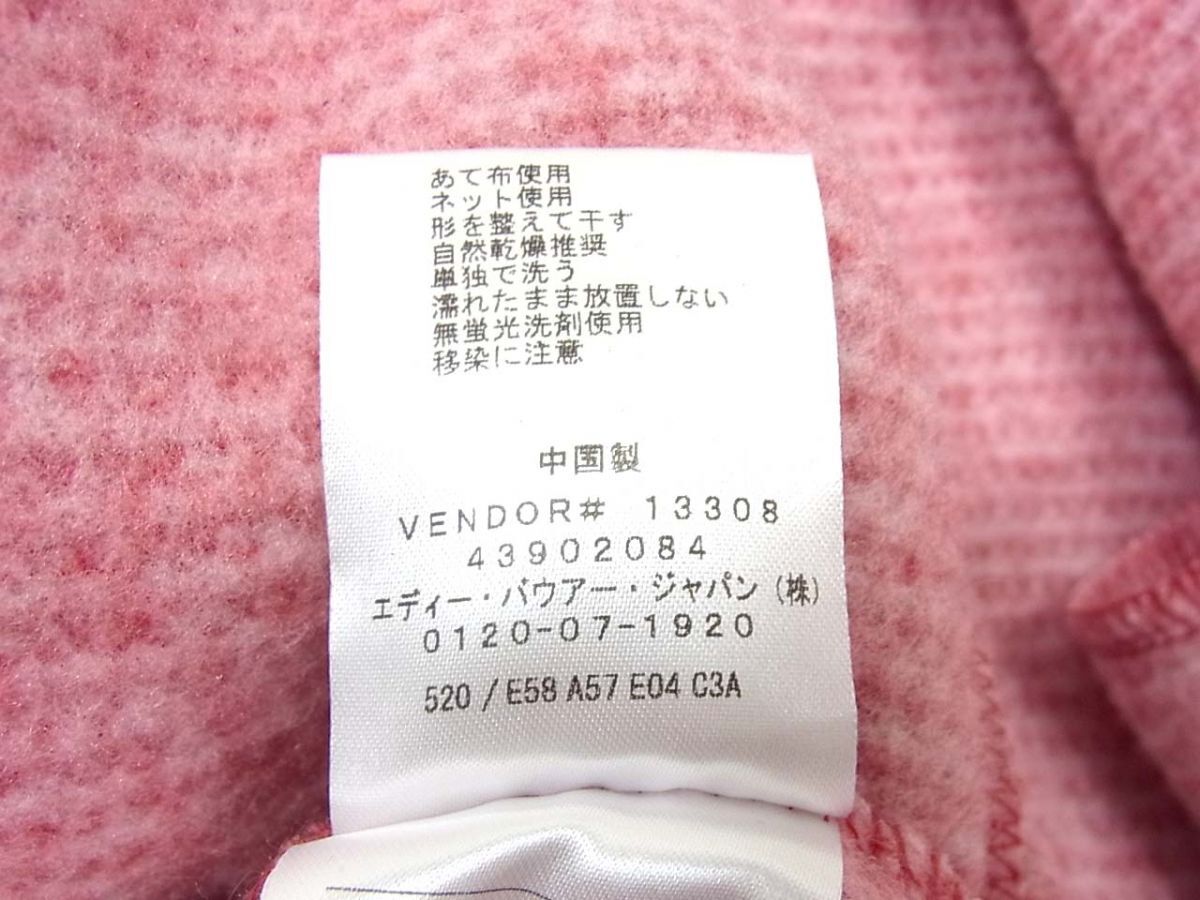 あて布使用
ネット使用
形を整えて干す
自然乾燥推奨
単独で洗う
濡れたまま放置しない
無蛍光洗剤使用
移染に注意
中国製
VENDOR# 13308
43902084
エディー・バウアー・ジャパン(株)
0120-07-1920
520 / E58 A57 E04 C3A